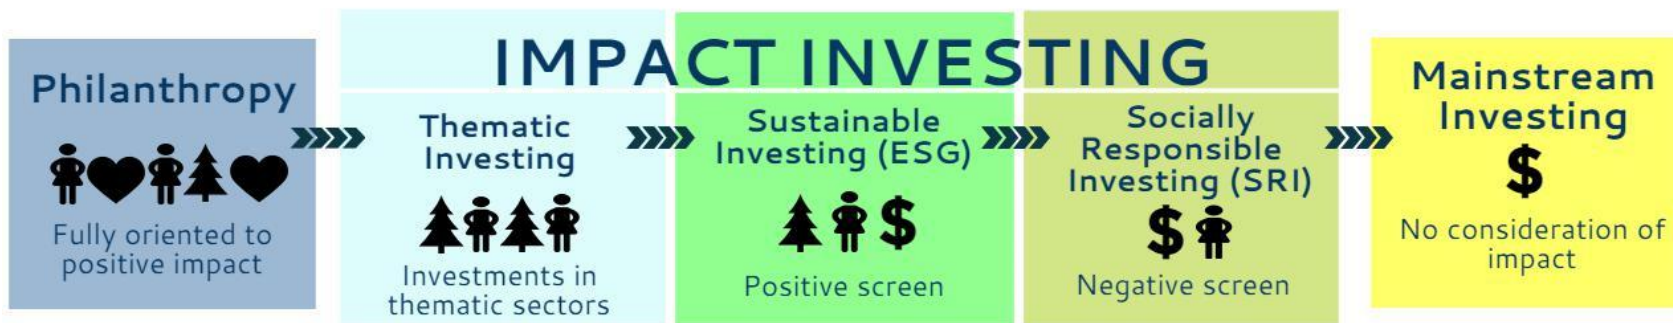 IMPACT INVESTING
Philanthropy
Fully oriented to
positive impact
Thematic
Investing
Investments in
thematic sectors
Sustainable
Investing (ESG)
$
Positive screen
Socially
Responsible
Investing (SRI)
$
Negative screen
Mainstream
Investing
$
No consideration of
impact